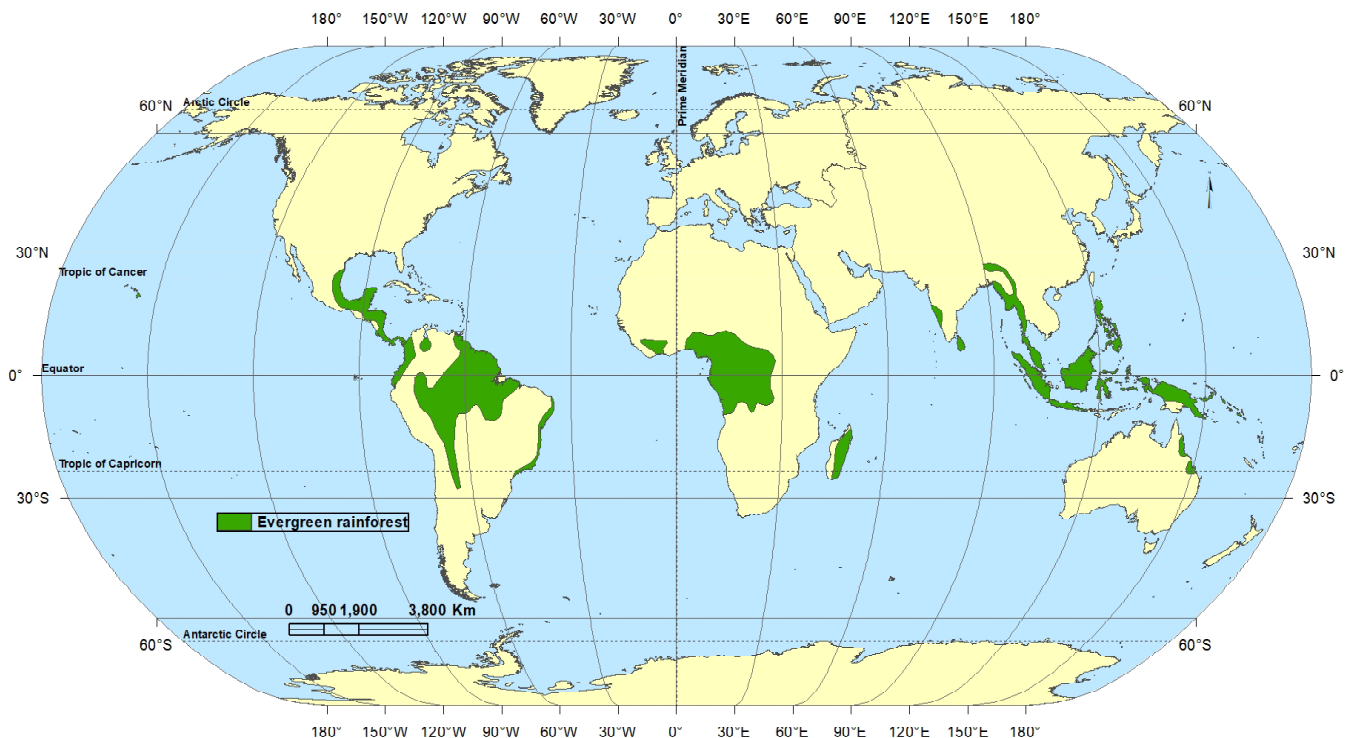 180° 150°W 120°W 90°W 60°W 30°W 0° 30°E 60°E 90°E 120°E 150°E 180°
Prime Meridian
60°N Arctic Circle 60°N
30°N 30°N
Tropic of Cancer
Equator
0° 0°
Tropic of Capricorn
30°S 30°S
Evergreen rainforest
0 950 1,900 3,800 Km
Antarctic Circle
60°S 60°S
180° 150°W 120°W 90°W 60°W 30°W 0° 30°E 60°E 90°E 120°E 150°E 180°